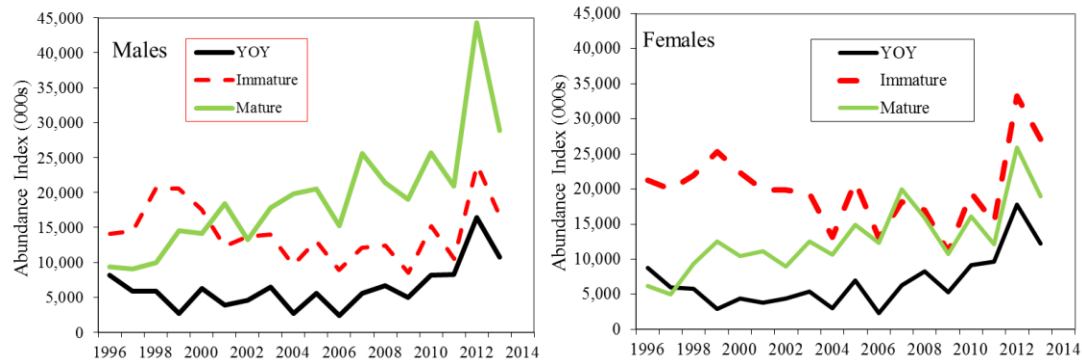 Males
YOY
Immature
Mature
Abundance Index (000s)
45,000
40,000
35,000
30,000
25,000
20,000
15,000
10,000
5,000
0
1996 1998 2000 2002 2004 2006 2008 2010 2012 2014
Females
YOY
Immature
Mature
Abundance Index (000s)
45,000
40,000
35,000
30,000
25,000
20,000
15,000
10,000
5,000
0
1996 1998 2000 2002 2004 2006 2008 2010 2012 2014